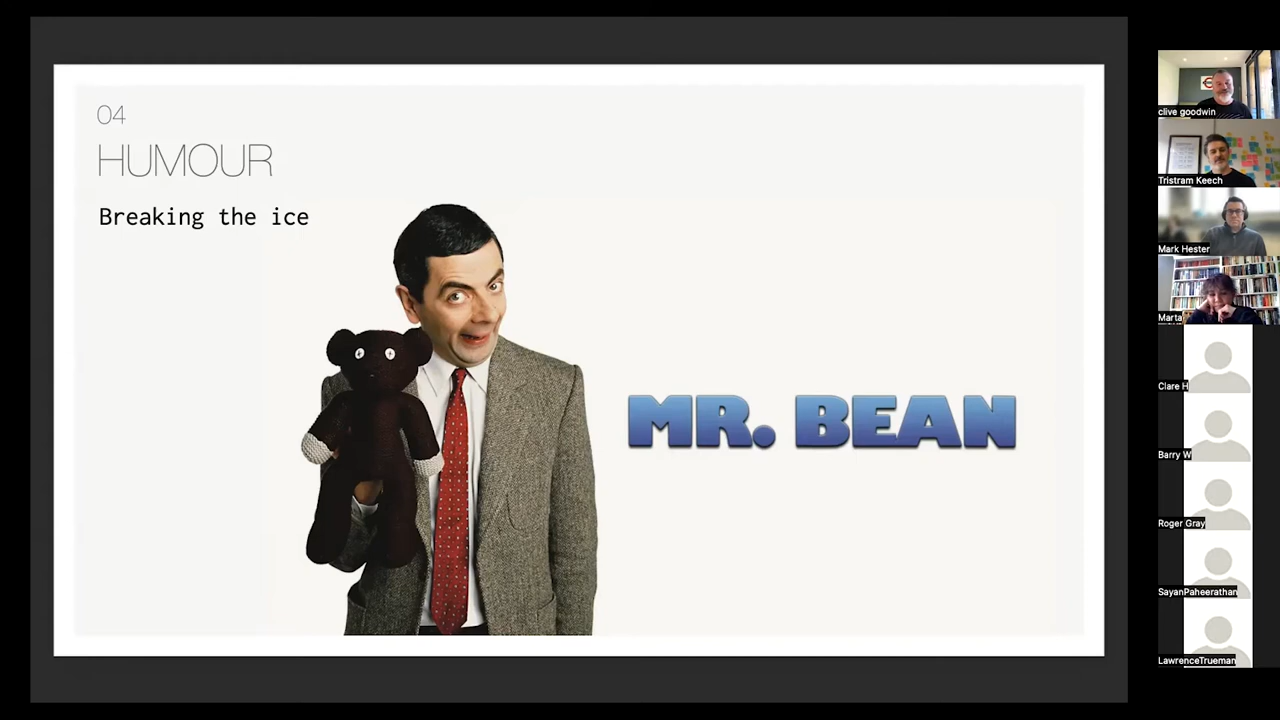 04
HUMOUR
Breaking the ice
MR. BEAN
clive goodwin
Tristram Keech
Mark Hester
Marta
Clare H
Barry W
Roger Gray
SayanPaheerathan
LawrenceTrueman